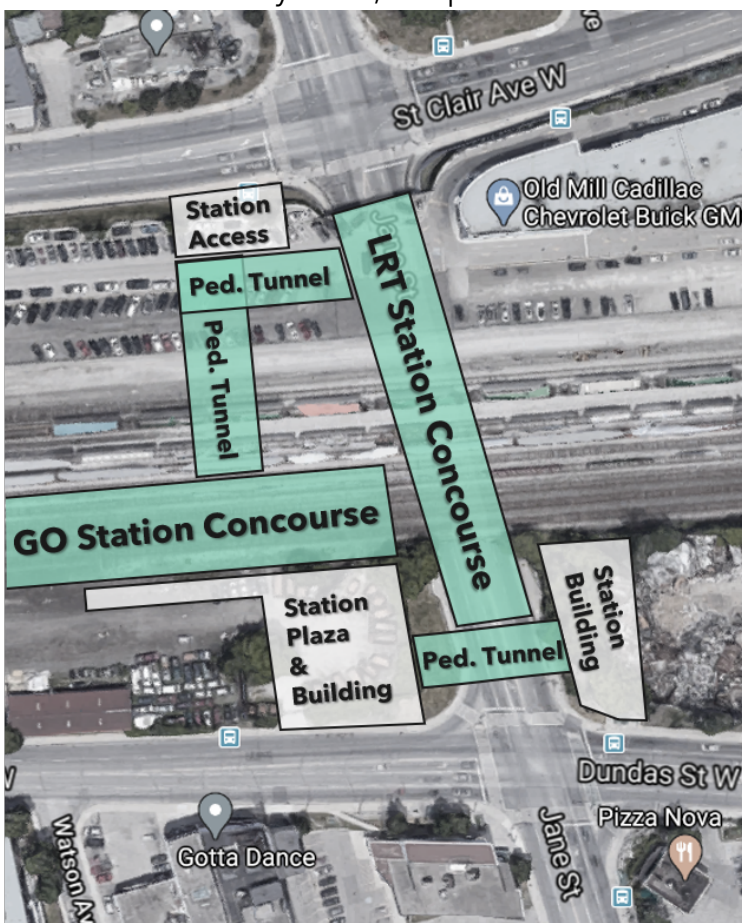 St Clair Ave W
Old Mill Cadillac
Chevrolet Buick GM
Station
Access
Jane St
Ped. Tunnel
LRT Station Concourse
Ped. Tunnel
GO Station Concourse
Station
Plaza
&
Building
Station
Building
Ped. Tunnel
Dundas St W
Pizza Nova
Gotta Dance
Jane St
Watson Av